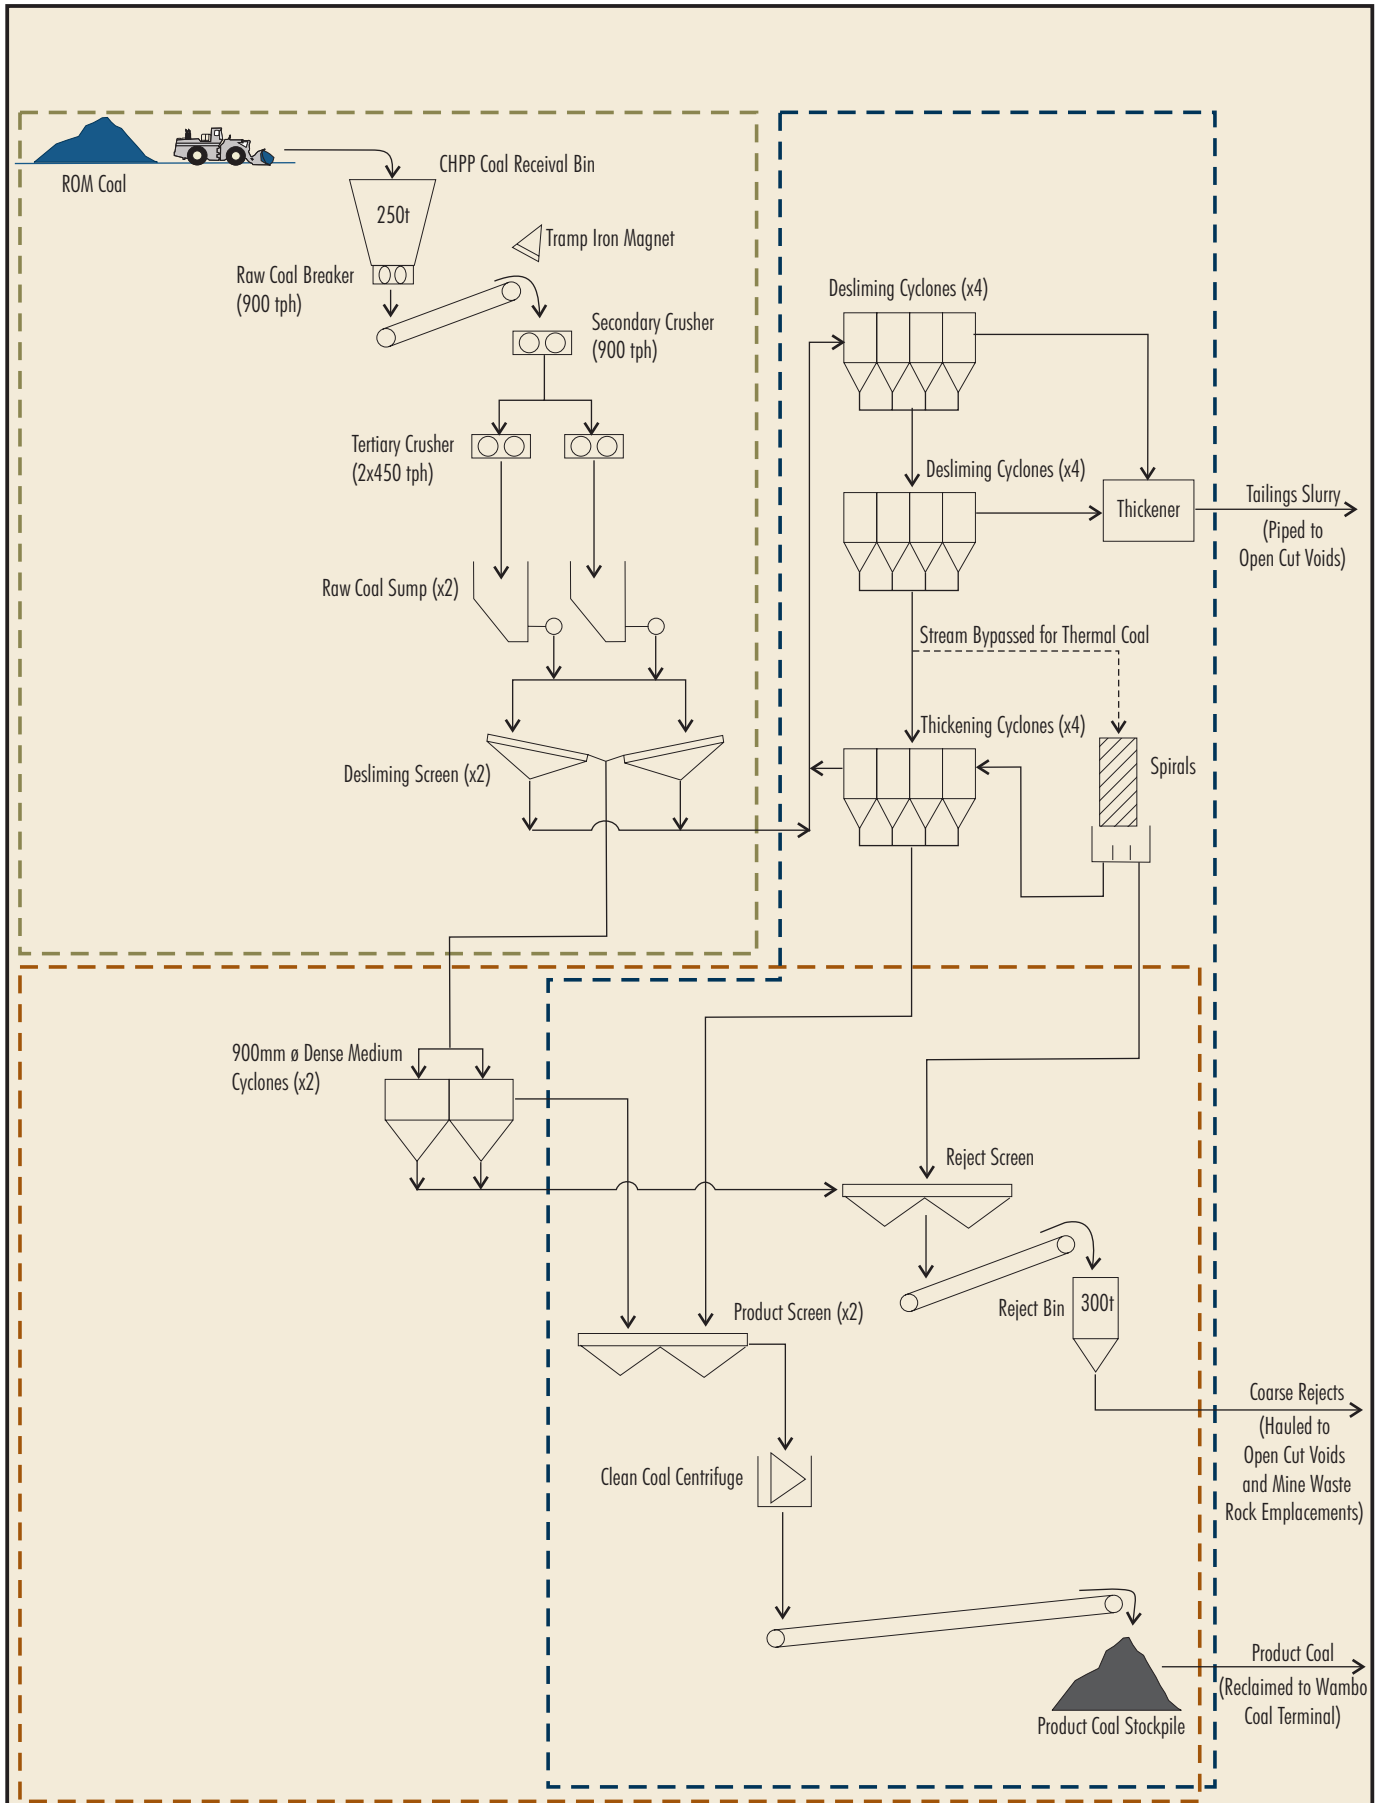 ROM Coal
CHPP Coal Receival Bin
250t
Tramp Iron Magnet
Raw Coal Breaker
(900 tph)
Secondary Crusher
(900 tph)
Tertiary Crusher
(2x450 tph)
Raw Coal Sump (x2)
Desliming Screen (x2)
Desliming Cyclones (x4)
Desliming Cyclones (x4)
Thickener
Tailings Slurry
(Piped to
Open Cut Voids)
Stream Bypassed for Thermal Coal
Thickening Cyclones (x4)
Spirals
900mm ø Dense Medium
Cyclones (x2)
Reject Screen
Reject Bin
300t
Product Screen (x2)
Coarse Rejects
(Hauled to
Open Cut Voids
and Mine Waste
Rock Emplacements)
Clean Coal Centrifuge
Product Coal
(Reclaimed to Wambo
Coal Terminal)
Product Coal Stockpile